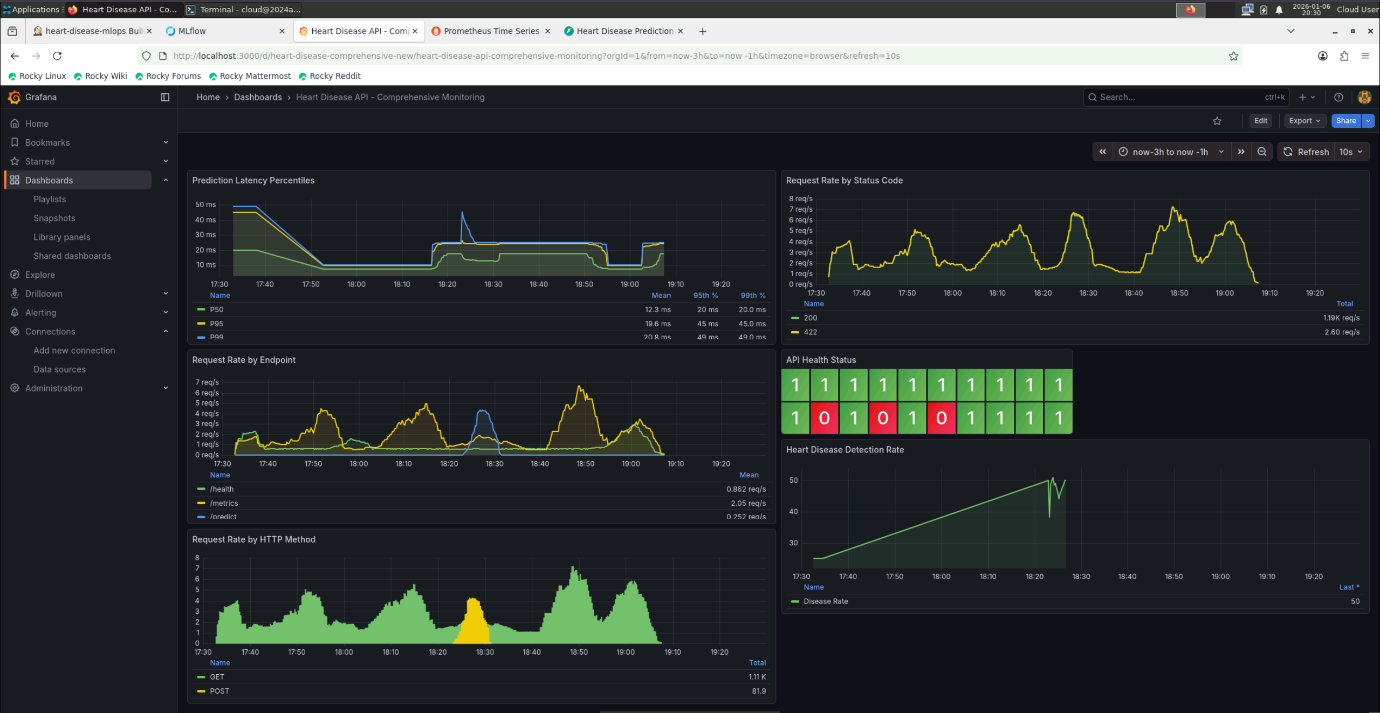 Applications Heart Disease API - Co... Terminal - cloud@2024a... 2026-01-06 20:30 Cloud User
heart-disease-mlops Buil MLflow Heart Disease API - Com Prometheus Time Series Heart Disease Prediction
http://localhost:3000/d/heart-disease-comprehensive-new/heart-disease-api-comprehensive-monitoring?orgId=1&from=now-3h&to=now -1h&timezone=browser&refresh=10s
Rocky Linux Rocky Wiki Rocky Forums Rocky Mattermost Rocky Reddit
Grafana
Home › Dashboards › Heart Disease API - Comprehensive Monitoring
Search... ctrl+k
Edit Export Share
now-3h to now -1h Refresh 10s
Home
Bookmarks
Starred
Dashboards
Playlists
Snapshots
Library panels
Shared dashboards
Explore
Drilldown
Alerting
Connections
Add new connection
Data sources
Administration
Prediction Latency Percentiles
50 ms
40 ms
30 ms
20 ms
10 ms
17:30 17:40 17:50 18:00 18:10 18:20 18:30 18:40 18:50 19:00 19:10 19:20
Name Mean 95th % 99th %
P50 12.3 ms 20 ms 20.0 ms
P95 19.6 ms 45 ms 45.0 ms
P99 20.8 ms 49 ms 49.0 ms
Request Rate by Status Code
8 req/s
7 req/s
6 req/s
5 req/s
4 req/s
3 req/s
2 req/s
1 req/s
0 req/s
17:30 17:40 17:50 18:00 18:10 18:20 18:30 18:40 18:50 19:00 19:10 19:20
Name Total
200 1.19K req/s
422 2.60 req/s
Request Rate by Endpoint
7 req/s
6 req/s
5 req/s
4 req/s
3 req/s
2 req/s
1 req/s
0 req/s
17:30 17:40 17:50 18:00 18:10 18:20 18:30 18:40 18:50 19:00 19:10 19:20
Name Mean
/health 0.862 req/s
/metrics 2.05 req/s
/predict 0.252 req/s
API Health Status
1 1 1 1 1 1 1 1 1 1
1 0 1 0 1 0 1 1 1 1
Heart Disease Detection Rate
50
40
30
17:30 17:40 17:50 18:00 18:10 18:20 18:30 18:40 18:50 19:00 19:10 19:20
Name Last *
Disease Rate 50
Request Rate by HTTP Method
8
7
6
5
4
3
2
1
0
17:30 17:40 17:50 18:00 18:10 18:20 18:30 18:40 18:50 19:00 19:10 19:20
Name Total
GET 1.11 K
POST 81.9